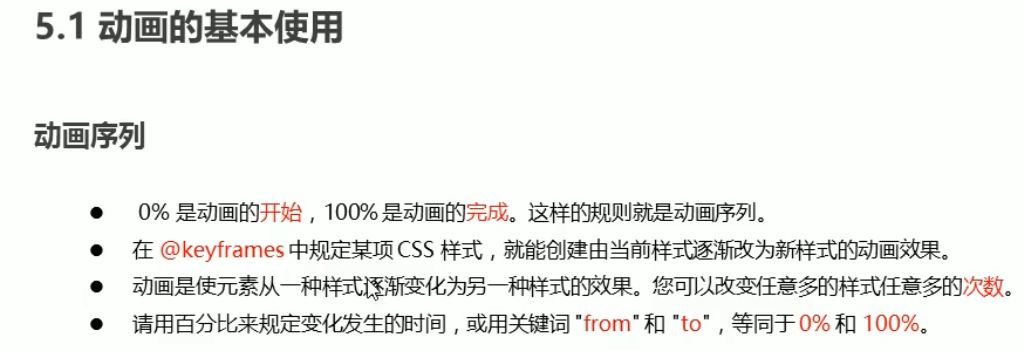 5.1 动画的基本使用
动画序列
● 0% 是动画的开始，100%是动画的完成。这样的规则就是动画序列。
● 在 @keyframes 中规定某项 CSS 样式，就能创建由当前样式逐渐改为新样式的动画效果。
● 动画是使元素从一种样式逐渐变化为另一种样式的效果。您可以改变任意多的样式任意多的次数。
● 请用百分比来规定变化发生的时间，或用关键词 "from" 和 "to"，等同于 0% 和 100%。